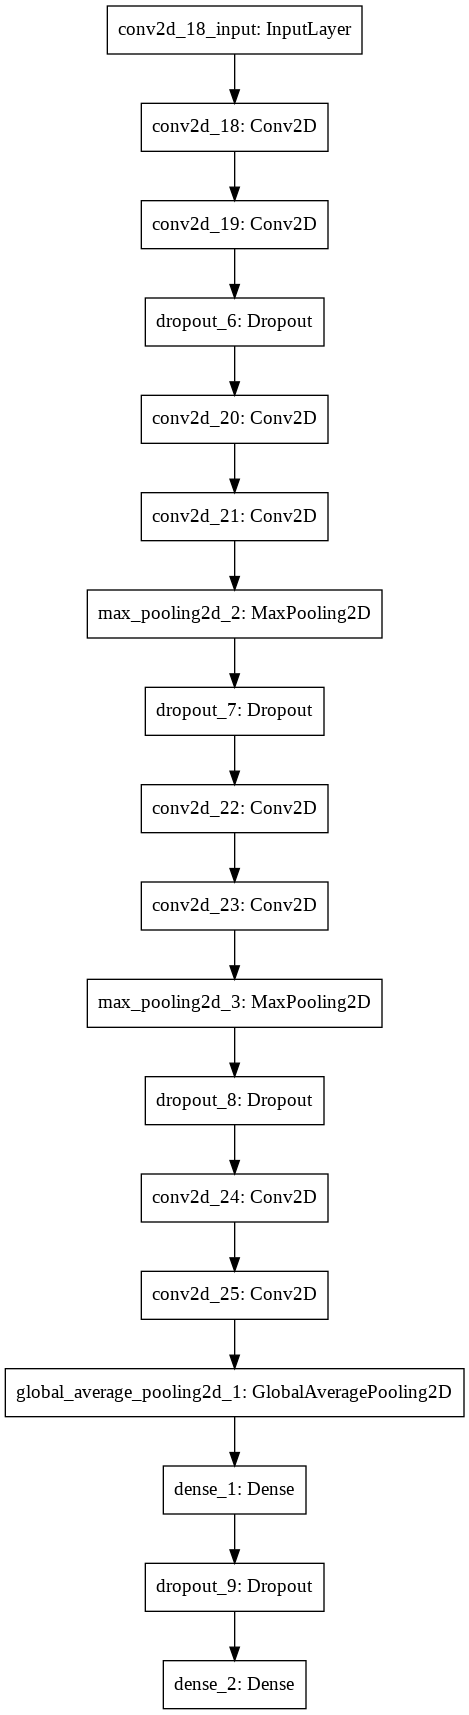 conv2d_18_input: InputLayer
conv2d_18: Conv2D
conv2d_19: Conv2D
dropout_6: Dropout
conv2d_20: Conv2D
conv2d_21: Conv2D
max_pooling2d_2: MaxPooling2D
dropout_7: Dropout
conv2d_22: Conv2D
conv2d_23: Conv2D
max_pooling2d_3: MaxPooling2D
dropout_8: Dropout
conv2d_24: Conv2D
conv2d_25: Conv2D
global_average_pooling2d_1: GlobalAveragePooling2D
dense_1: Dense
dropout_9: Dropout
dense_2: Dense